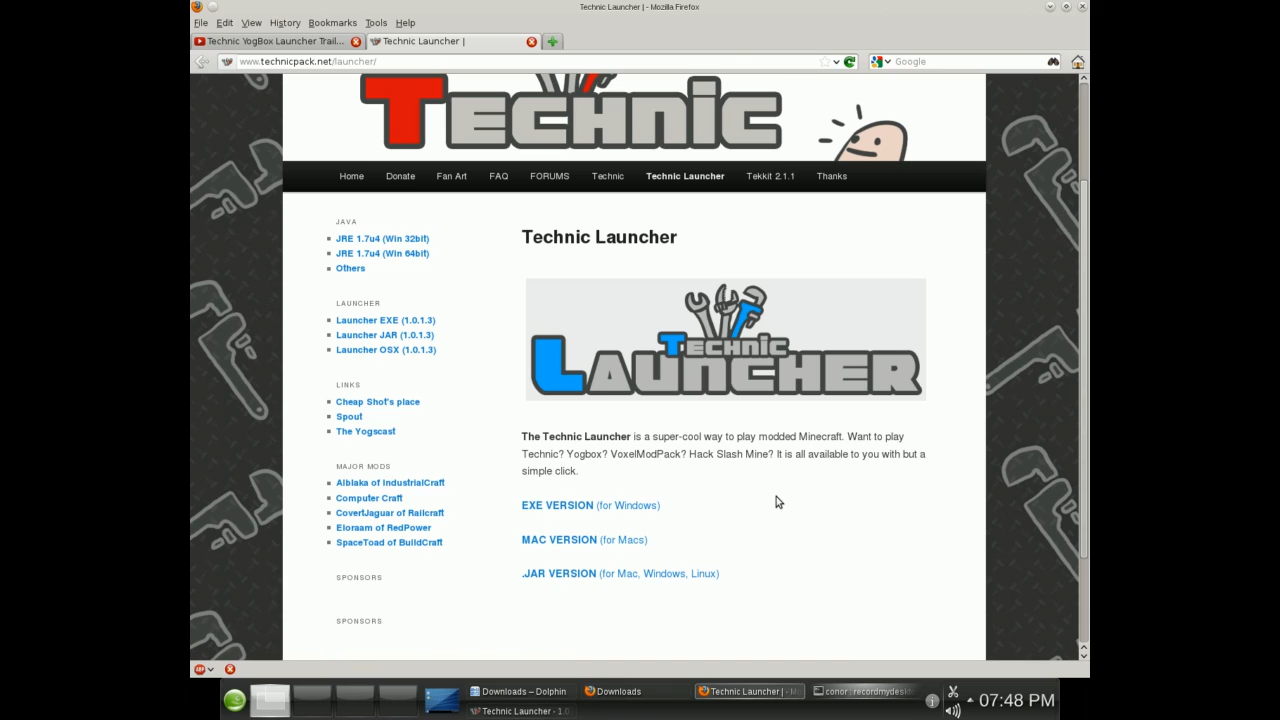 Technic Launcher | - Mozilla Firefox
File Edit View History Bookmarks Tools Help
Technic YogBox Launcher Trail... Technic Launcher |
www.technicpack.net/launcher/ Google
TECHNIC
Home Donate Fan Art FAQ FORUMS Technic Technic Launcher Tekkit 2.1.1 Thanks
JAVA
JRE 1.7u4 (Win 32bit)
JRE 1.7u4 (Win 64bit)
Others
LAUNCHER
Launcher EXE (1.0.1.3)
Launcher JAR (1.0.1.3)
Launcher OSX (1.0.1.3)
LINKS
Cheap Shot's place
Spout
The Yogscast
MAJOR MODS
Alblaka of IndustrialCraft
Computer Craft
CovertJaguar of Railcraft
Eloraam of RedPower
SpaceToad of BuildCraft
SPONSORS
SPONSORS
Technic Launcher
TECHNIC
LAUNCHER
The Technic Launcher is a super-cool way to play modded Minecraft. Want to play
Technic? Yogbox? VoxelModPack? Hack Slash Mine? It is all available to you with but a
simple click.
EXE VERSION (for Windows)
MAC VERSION (for Macs)
.JAR VERSION (for Mac, Windows, Linux)
Downloads – Dolphin Downloads Technic Launcher | - M conor : recordmydesk
Technic Launcher - 1.0
07:48 PM